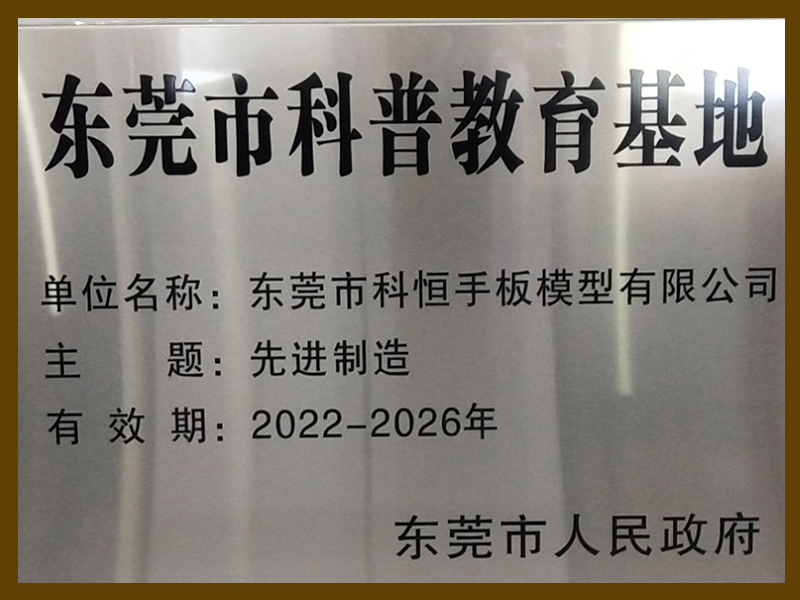 东莞市科普教育基地
单位名称：东莞市科恒手板模型有限公司
主 题：先进制造
有 效 期：2022-2026年
东莞市人民政府